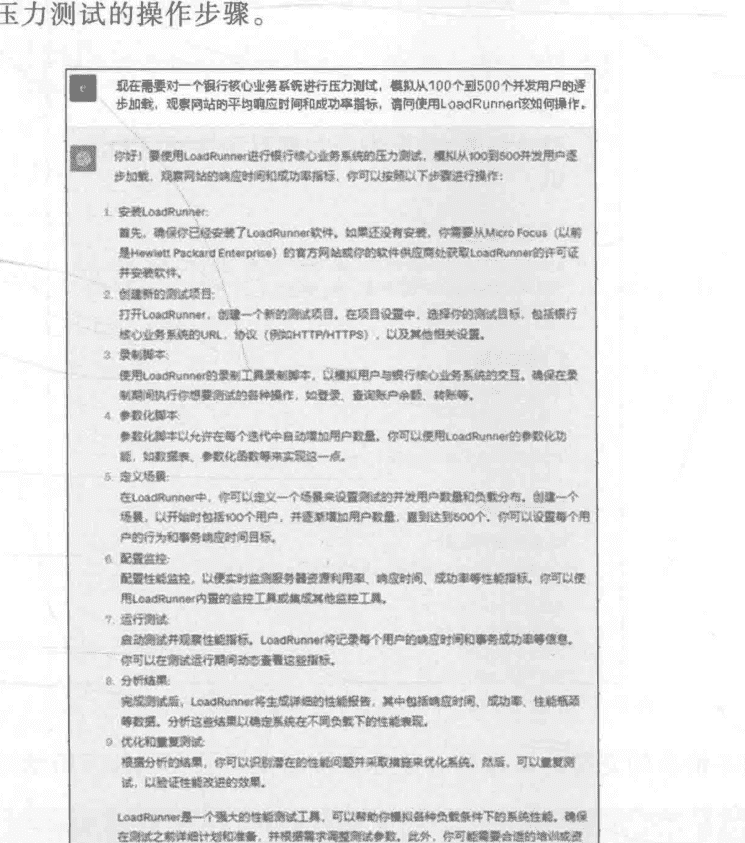 压力测试的操作步骤。
现在需要对一个银行核心业务系统进行压力测试，模拟从100个到500个并发用户的逐
步加载，观察网站的平均响应时间和成功率指标，请问使用LoadRunner该如何操作。
你好！要使用LoadRunner进行银行核心业务系统的压力测试，模拟从100到500并发用户逐
步加载，观察网站的响应时间和成功率指标，你可以按照以下步骤进行操作：
1. 安装LoadRunner:
首先，确保你已经安装了LoadRunner软件。如果还没有安装，你需要从Micro Focus（以前
是Hewlett Packard Enterprise）的官方网站或你的软件供应商处获取LoadRunner的许可证
并安装软件。
2. 创建新的测试项目:
打开LoadRunner，创建一个新的测试项目。在项目设置中，选择你的测试目标，包括银行
核心业务系统的URL、协议（例如HTTP/HTTPS），以及其他相关设置。
3. 录制脚本:
使用LoadRunner的录制工具录制脚本，以模拟用户与银行核心业务系统的交互。确保在录
制期间执行你想要测试的各种操作，如登录、查询账户余额、转账等。
4. 参数化脚本:
参数化脚本以允许在每个迭代中自动增加用户数量。你可以使用LoadRunner的参数化功
能，如数据表、参数化函数等来实现这一点。
5. 定义场景:
在LoadRunner中，你可以定义一个场景来设置测试的并发用户数量和负载分布。创建一个
场景，以开始时包括100个用户，并逐渐增加用户数量，直到达到500个。你可以设置每个用
户的行为和事务响应时间目标。
6. 配置监控:
配置性能监控，以便实时监测服务器资源利用率、响应时间、成功率等性能指标。你可以使
用LoadRunner内置的监控工具或集成其他监控工具。
7. 运行测试:
启动测试并观察性能指标。LoadRunner将记录每个用户的响应时间和事务成功率等信息。
你可以在测试运行期间动态查看这些指标。
8. 分析结果:
完成测试后，LoadRunner将生成详细的性能报告，其中包括响应时间、成功率、性能瓶颈
等数据。分析这些结果以确定系统在不同负载下的性能表现。
9. 优化和重复测试:
根据分析的结果，你可以识别潜在的性能问题并采取措施来优化系统。然后，可以重复测
试，以验证性能改进的效果。
LoadRunner是一个强大的性能测试工具，可以帮助你模拟各种负载条件下的系统性能。确保
在测试之前详细计划和准备，并根据需求调整测试参数。此外，你可能需要合适的培训或资